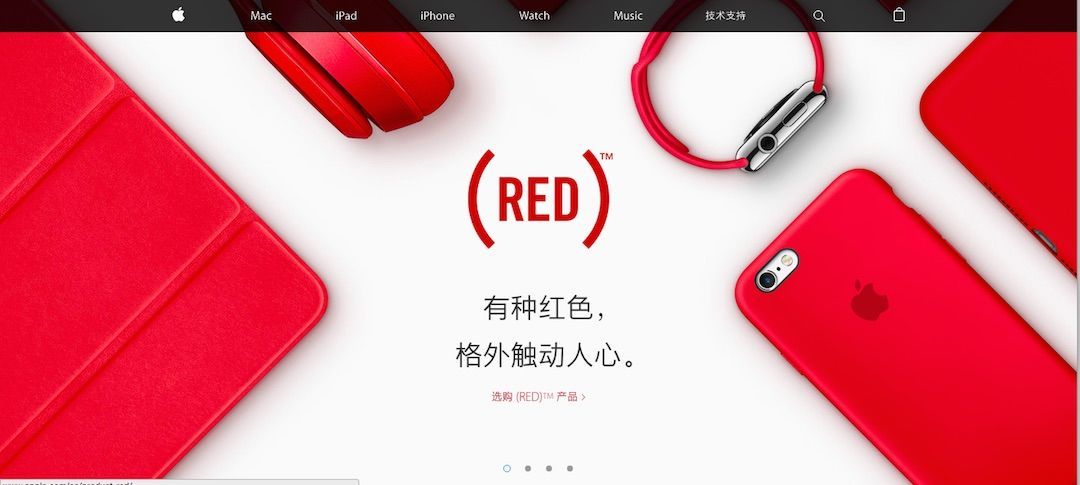 Mac
iPad
iPhone
Watch
Music
技术支持
(RED)™
有种红色，
格外触动人心。
选购 (RED)™ 产品 >